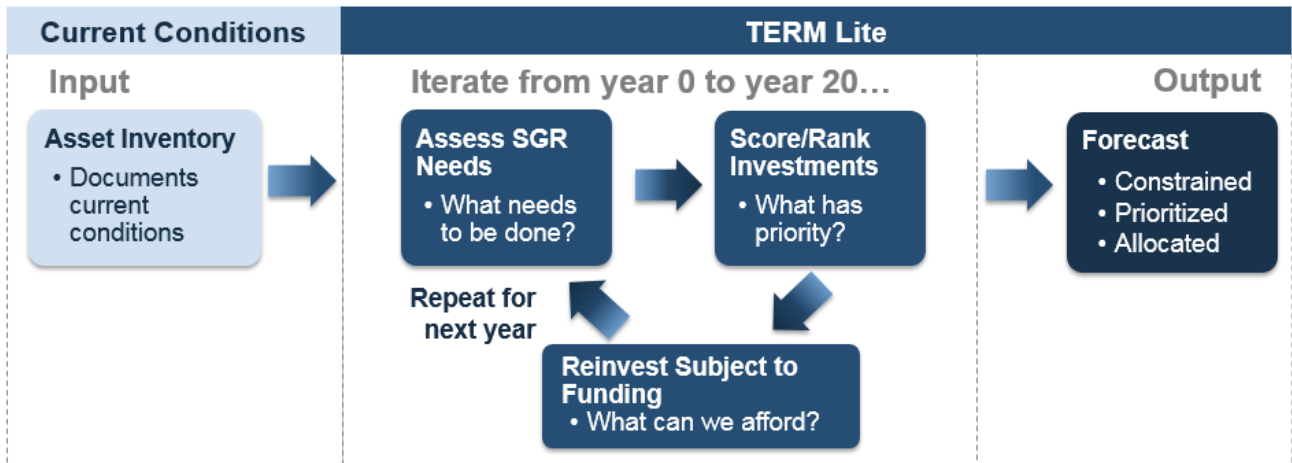 Current Conditions
TERM Lite
Input
Iterate from year 0 to year 20...
Output
Asset Inventory
• Documents
current
conditions
Assess SGR
Needs
• What needs
to be done?
Score/Rank
Investments
• What has
priority?
Forecast
• Constrained
• Prioritized
• Allocated
Repeat for
next year
Reinvest Subject to
Funding
• What can we afford?